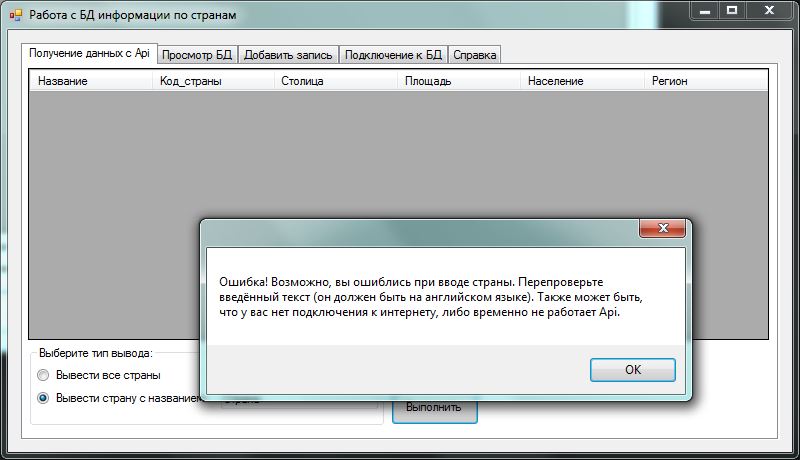 Работа с БД информации по странам
Получение данных с Api Просмотр БД Добавить запись Подключение к БД Справка
Название Код_страны Столица Площадь Население Регион
Ошибка! Возможно, вы ошиблись при вводе страны. Перепроверьте
введённый текст (он должен быть на английском языке). Также может быть,
что у вас нет подключения к интернету, либо временно не работает Api.
OK
Выберите тип вывода:
Вывести все страны
Вывести страну с названием
Выполнить